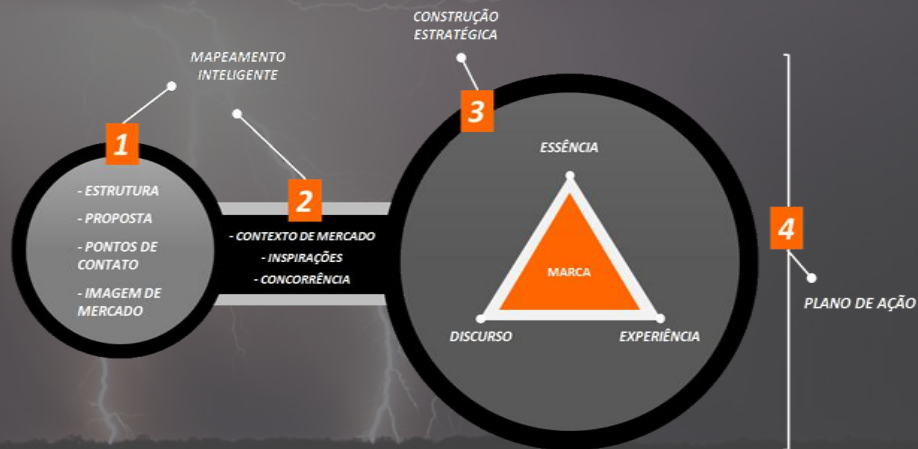 CONSTRUÇÃO
ESTRATÉGICA
MAPEAMENTO
INTELIGENTE
1
- ESTRUTURA
- PROPOSTA
- PONTOS DE
CONTATO
- IMAGEM DE
MERCADO
2
- CONTEXTO DE MERCADO
- INSPIRAÇÕES
- CONCORRÊNCIA
3
ESSÊNCIA
MARCA
DISCURSO
EXPERIÊNCIA
4
PLANO DE AÇÃO